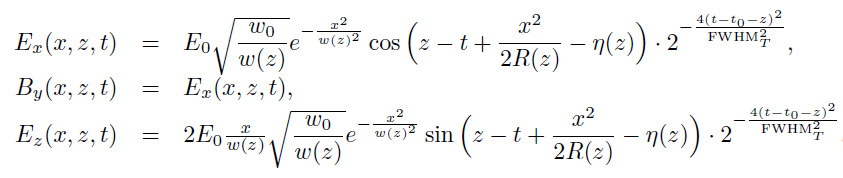 E_x(x, z, t) = E_0 \sqrt{\frac{w_0}{w(z)}} e^{-\frac{x^2}{w(z)^2}} \cos\left(z - t + \frac{x^2}{2R(z)} - \eta(z)\right) \cdot 2^{-\frac{4(t-t_0-z)^2}{\mathrm{FWHM}_T^2}},
B_y(x, z, t) = E_x(x, z, t),
E_z(x, z, t) = 2E_0 \frac{x}{w(z)} \sqrt{\frac{w_0}{w(z)}} e^{-\frac{x^2}{w(z)^2}} \sin\left(z - t + \frac{x^2}{2R(z)} - \eta(z)\right) \cdot 2^{-\frac{4(t-t_0-z)^2}{\mathrm{FWHM}_T^2}}